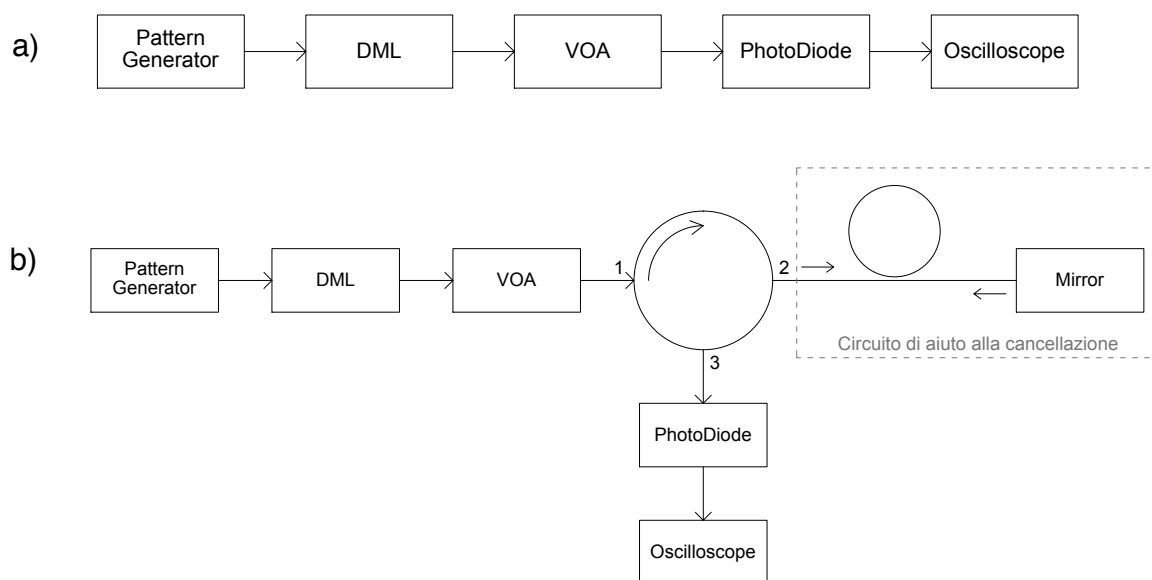 a)
Pattern
Generator
DML
VOA
PhotoDiode
Oscilloscope
b)
Pattern
Generator
DML
VOA
1
2
Mirror
Circuito di aiuto alla cancellazione
3
PhotoDiode
Oscilloscope